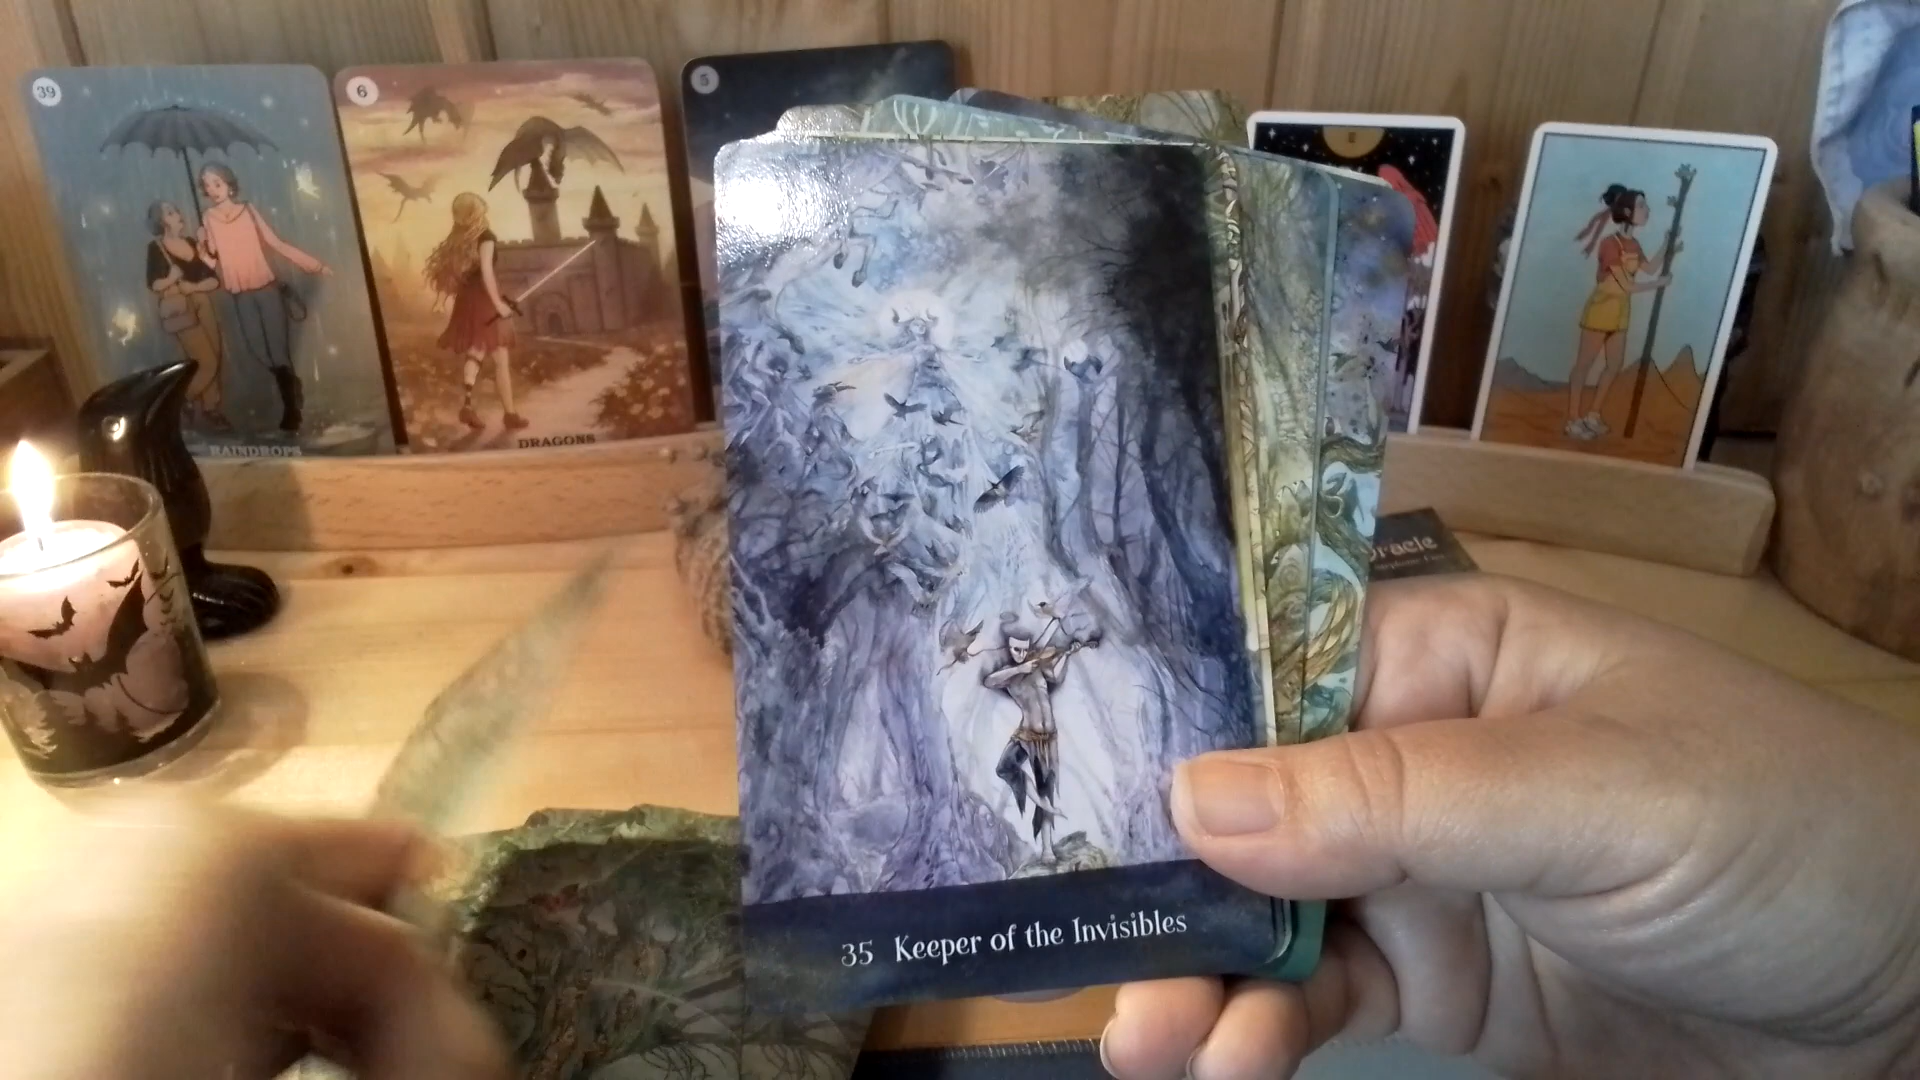 39
6
5
RAINDROPS
DRAGONS
Oracle
35 Keeper of the Invisibles